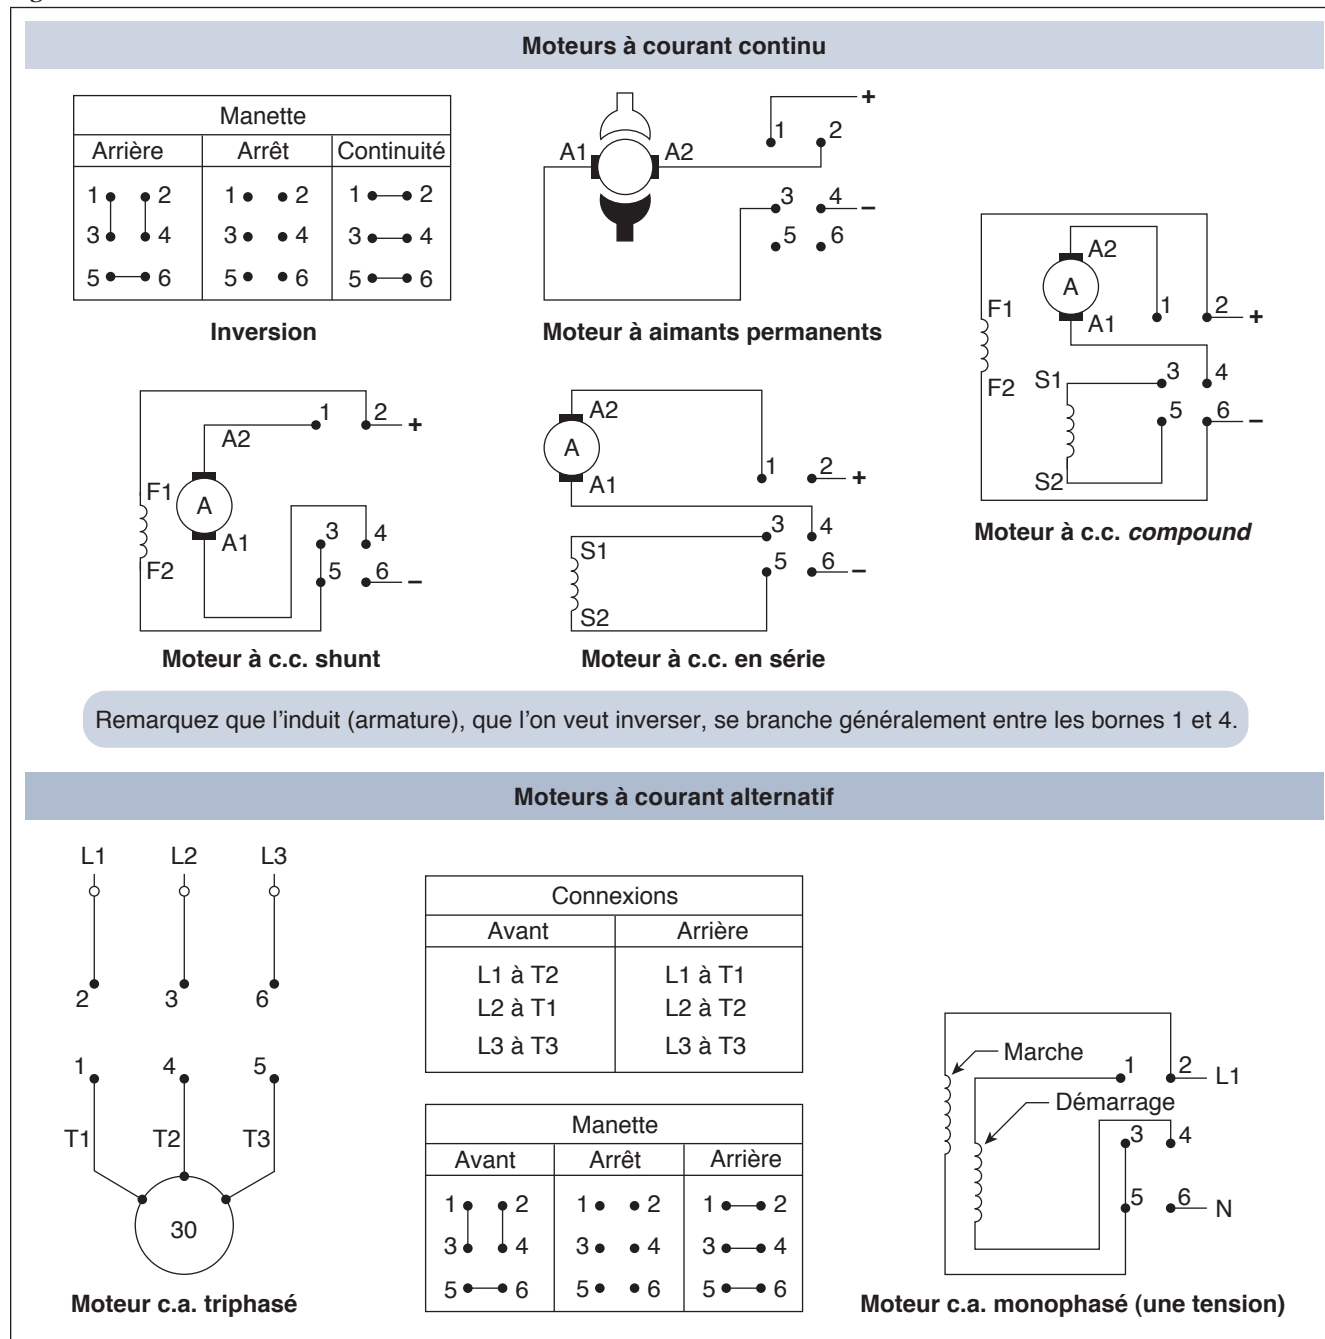 Moteurs à courant continu
Manette
Arrière Arrêt Continuité
1 2 1 2 1 2
3 4 3 4 3 4
5 6 5 6 5 6
Inversion
A1 A2
+
1 2
3 4 –
5 6
Moteur à aimants permanents
F1
F2
A2
A
A1
1 2 +
S1 3 4
5 6 –
S2
Moteur à c.c. compound
F1
F2
A2
A
A1
1 2 +
3 4
5 6 –
Moteur à c.c. shunt
A2
A
A1
1 2 +
3 4
S1
5 6 –
S2
Moteur à c.c. en série
Remarquez que l'induit (armature), que l'on veut inverser, se branche généralement entre les bornes 1 et 4.
Moteurs à courant alternatif
L1 L2 L3
2 3 6
1 4 5
T1 T2 T3
30
Moteur c.a. triphasé
Connexions
Avant Arrière
L1 à T2 L1 à T1
L2 à T1 L2 à T2
L3 à T3 L3 à T3
Manette
Avant Arrêt Arrière
1 2 1 2 1 2
3 4 3 4 3 4
5 6 5 6 5 6
Marche
1 2 L1
Démarrage
3 4
5 6 N
Moteur c.a. monophasé (une tension)